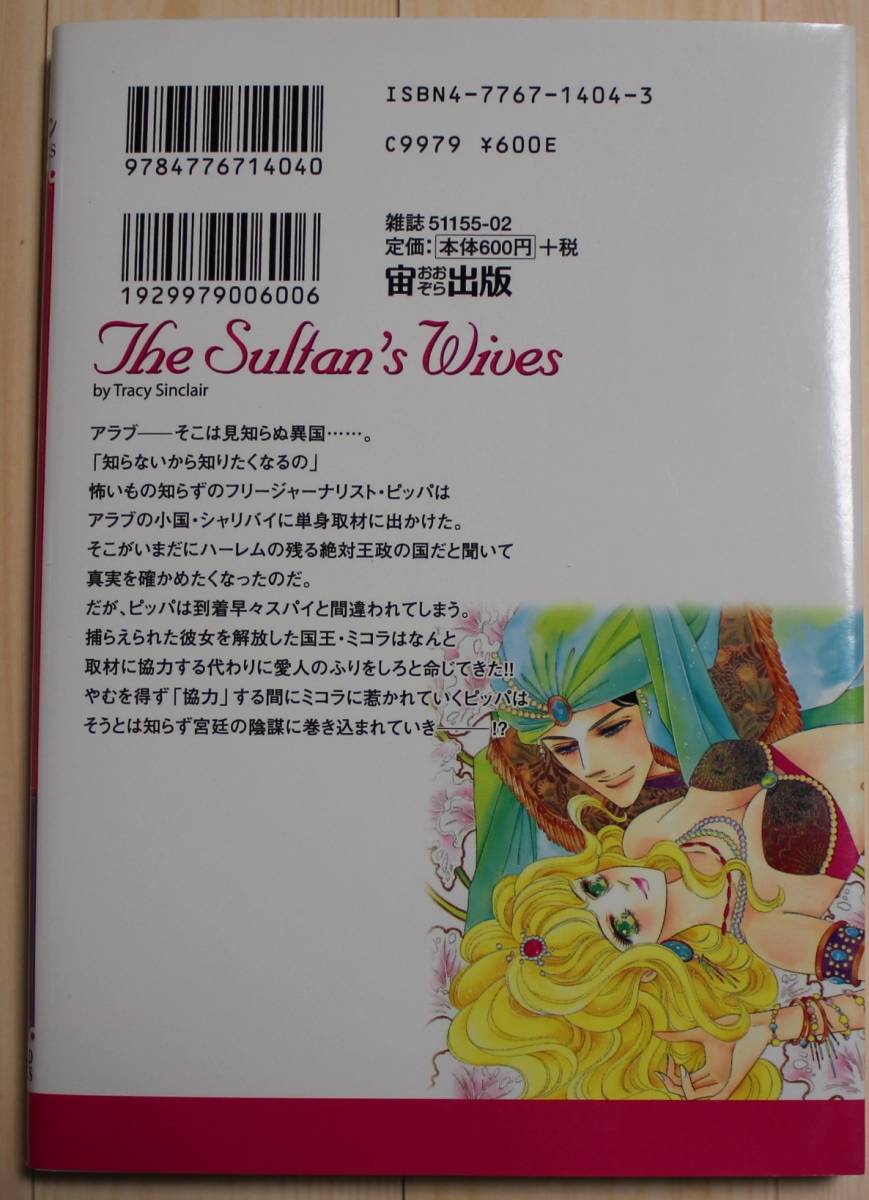 ISBN4-7767-1404-3
C9979 ¥600E
9784776714040
雑誌 51155-02
定価：本体600円＋税
宙おおぞら出版
1929979006006
The Sultan's Wives
by Tracy Sinclair
アラブ――そこは見知らぬ異国……。
「知らないから知りたくなるの」
怖いもの知らずのフリージャーナリスト・ピッパは
アラブの小国・シャリバイに単身取材に出かけた。
そこがいまだにハーレムの残る絶対王政の国だと聞いて
真実を確かめたくなったのだ。
だが、ピッパは到着早々スパイと間違われてしまう。
捕らえられた彼女を解放した国王・ミコラはなんと
取材に協力する代わりに愛人のふりをしろと命じてきた!!
やむを得ず「協力」する間にミコラに惹かれていくピッパは
そうとは知らず宮廷の陰謀に巻き込まれていき――!?